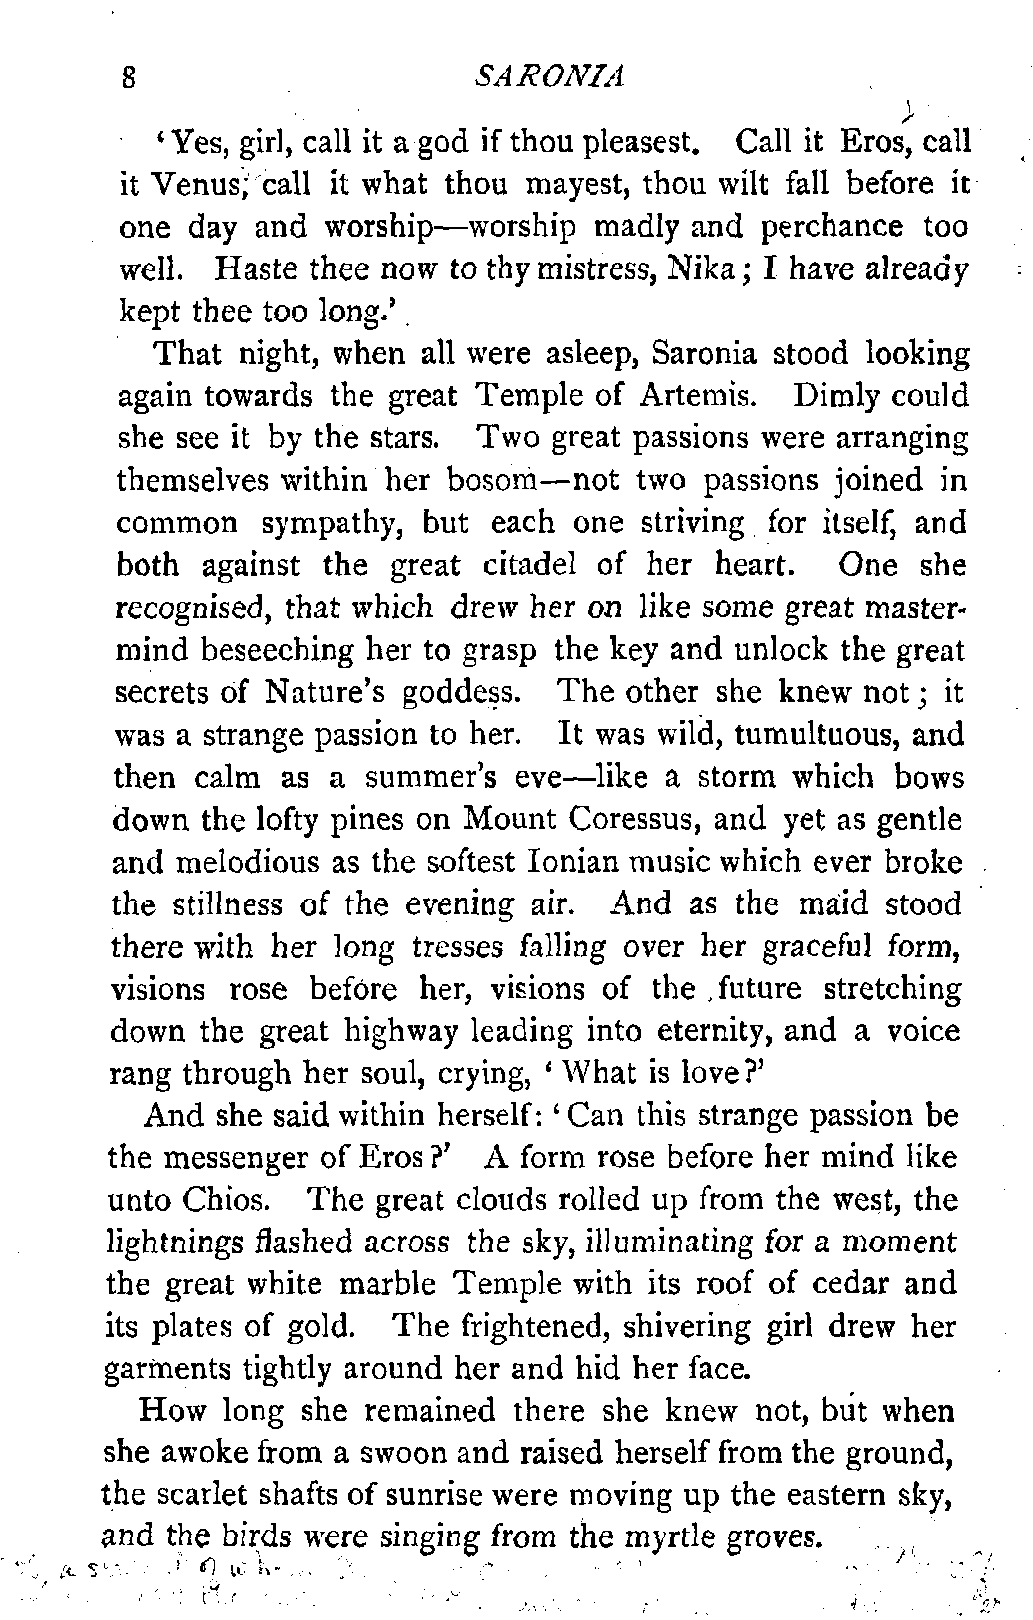 8 SARONIA
‘Yes, girl, call it a god if thou pleasest. Call it Eros, call
it Venus, call it what thou mayest, thou wilt fall before it
one day and worship—worship madly and perchance too
well. Haste thee now to thy mistress, Nika; I have already
kept thee too long.’
That night, when all were asleep, Saronia stood looking
again towards the great Temple of Artemis. Dimly could
she see it by the stars. Two great passions were arranging
themselves within her bosom—not two passions joined in
common sympathy, but each one striving for itself, and
both against the great citadel of her heart. One she
recognised, that which drew her on like some great master-
mind beseeching her to grasp the key and unlock the great
secrets of Nature’s goddess. The other she knew not; it
was a strange passion to her. It was wild, tumultuous, and
then calm as a summer’s eve—like a storm which bows
down the lofty pines on Mount Coressus, and yet as gentle
and melodious as the softest Ionian music which ever broke
the stillness of the evening air. And as the maid stood
there with her long tresses falling over her graceful form,
visions rose before her, visions of the future stretching
down the great highway leading into eternity, and a voice
rang through her soul, crying, ‘What is love?’
And she said within herself: ‘Can this strange passion be
the messenger of Eros?’ A form rose before her mind like
unto Chios. The great clouds rolled up from the west, the
lightnings flashed across the sky, illuminating for a moment
the great white marble Temple with its roof of cedar and
its plates of gold. The frightened, shivering girl drew her
garments tightly around her and hid her face.
How long she remained there she knew not, but when
she awoke from a swoon and raised herself from the ground,
the scarlet shafts of sunrise were moving up the eastern sky,
and the birds were singing from the myrtle groves.